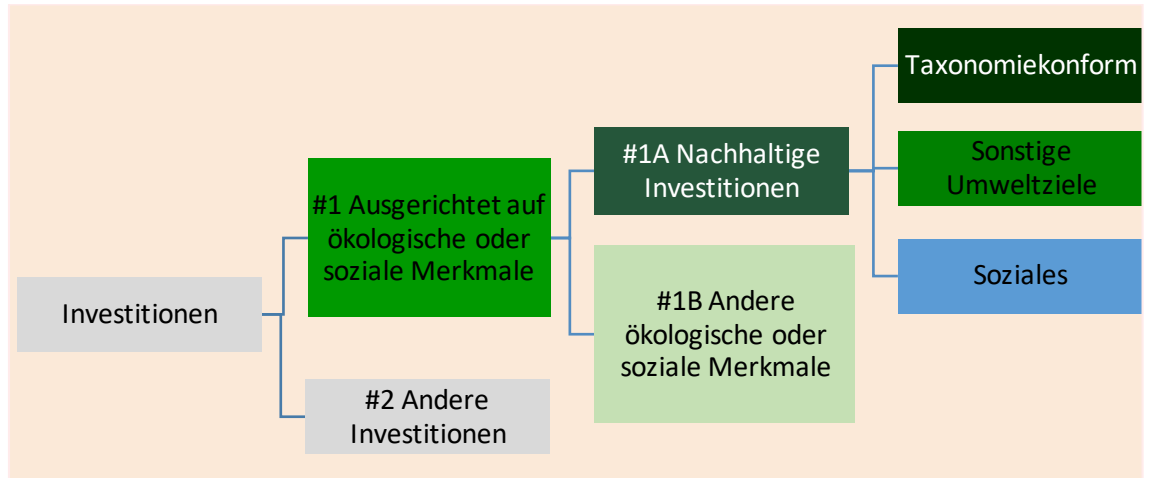 Investitionen
#1 Ausgerichtet auf
ökologische oder
soziale Merkmale
#2 Andere
Investitionen
#1A Nachhaltige
Investitionen
#1B Andere
ökologische oder
soziale Merkmale
Taxonomiekonform
Sonstige
Umweltziele
Soziales